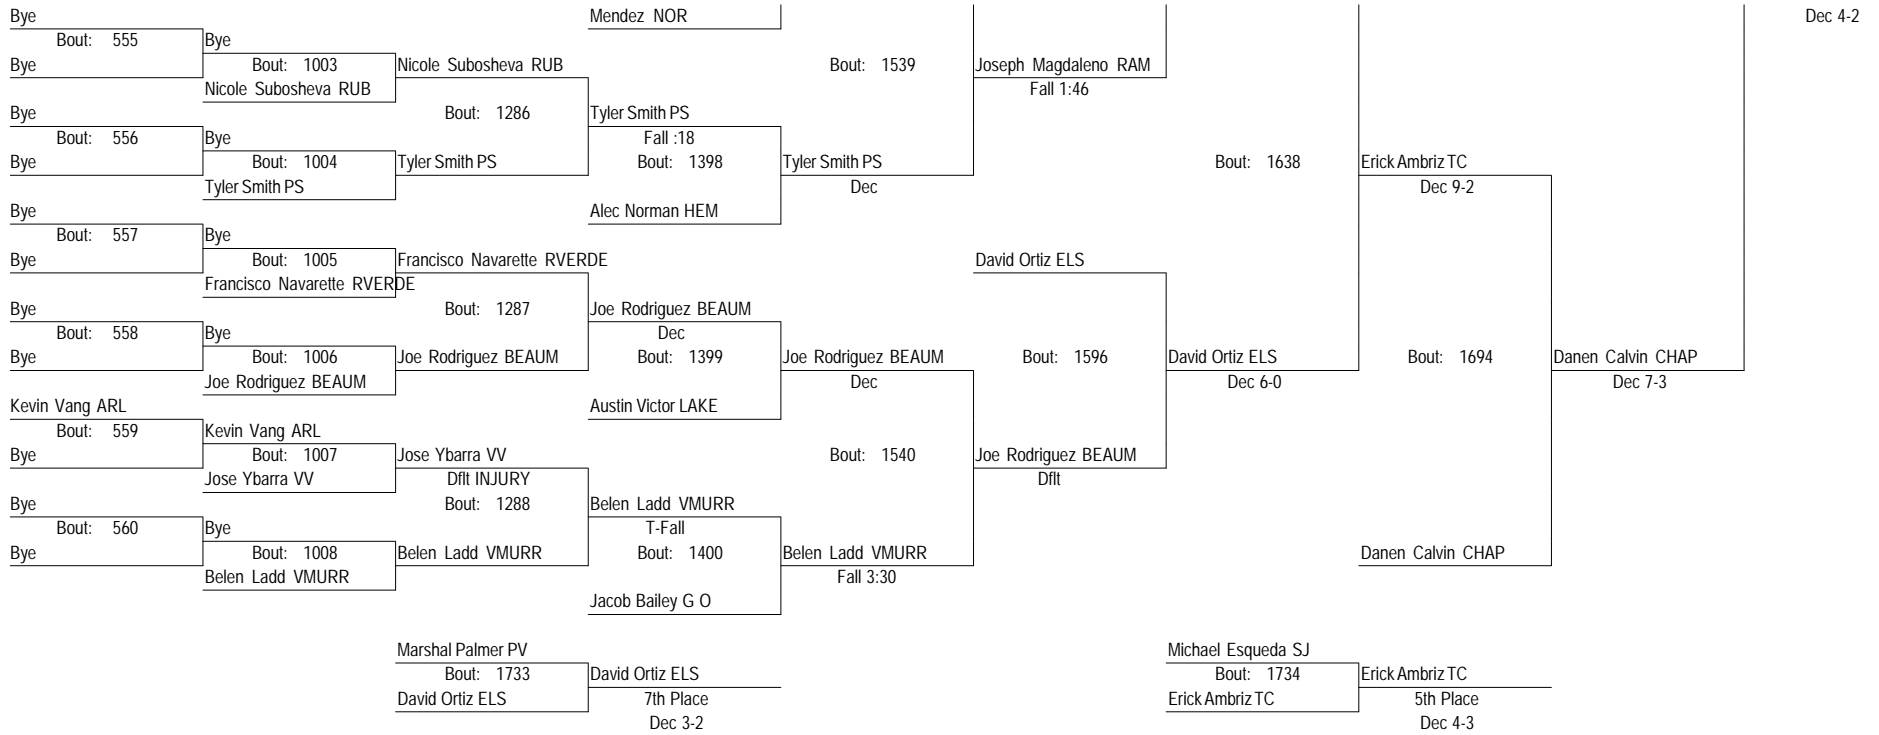 Bye
Mendez NOR
Dec 4-2
Bout: 555
Bye
Bye
Bout: 1003
Nicole Subosheva RUB
Bout: 1539
Joseph Magdaleno RAM
Nicole Subosheva RUB
Fall 1:46
Bye
Bout: 1286
Tyler Smith PS
Bout: 556
Bye
Fall :18
Bye
Bout: 1004
Tyler Smith PS
Bout: 1398
Tyler Smith PS
Bout: 1638
Erick Ambriz TC
Tyler Smith PS
Dec
Dec 9-2
Bye
Alec Norman HEM
Bout: 557
Bye
Bye
Bout: 1005
Francisco Navarette RVERDE
David Ortiz ELS
Francisco Navarette RVERDE
Bye
Bout: 1287
Joe Rodriguez BEAUM
Bout: 558
Bye
Dec
Bye
Bout: 1006
Joe Rodriguez BEAUM
Bout: 1399
Joe Rodriguez BEAUM
Bout: 1596
David Ortiz ELS
Bout: 1694
Danen Calvin CHAP
Joe Rodriguez BEAUM
Dec
Dec 6-0
Dec 7-3
Kevin Vang ARL
Austin Victor LAKE
Bout: 559
Kevin Vang ARL
Bye
Bout: 1007
Jose Ybarra VV
Bout: 1540
Joe Rodriguez BEAUM
Jose Ybarra VV
Dflt INJURY
Dflt
Bye
Bout: 1288
Belen Ladd VMURR
Bout: 560
Bye
T-Fall
Bye
Bout: 1008
Belen Ladd VMURR
Bout: 1400
Belen Ladd VMURR
Danen Calvin CHAP
Belen Ladd VMURR
Fall 3:30
Jacob Bailey G O
Marshal Palmer PV
Michael Esqueda SJ
Bout: 1733
David Ortiz ELS
Bout: 1734
Erick Ambriz TC
David Ortiz ELS
7th Place
Erick Ambriz TC
5th Place
Dec 3-2
Dec 4-3